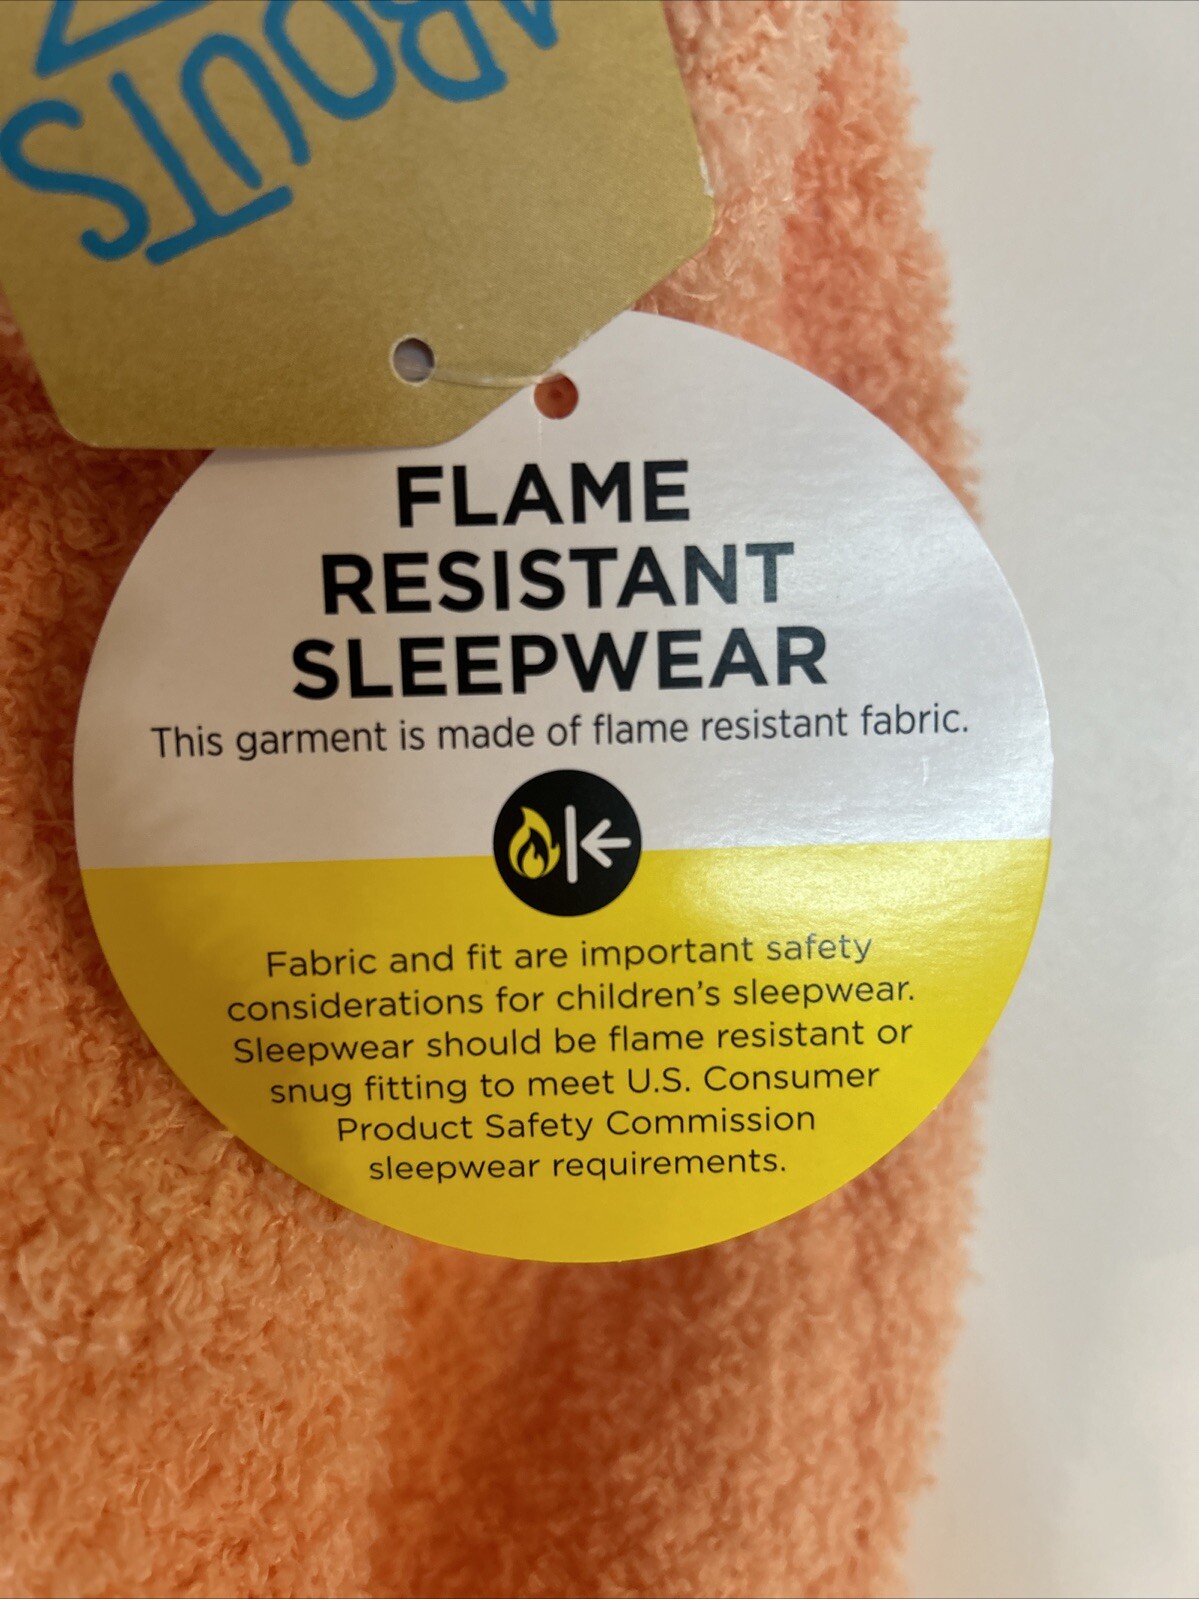 ABOUTS
FLAME
RESISTANT
SLEEPWEAR
This garment is made of flame resistant fabric.
Fabric and fit are important safety
considerations for children's sleepwear.
Sleepwear should be flame resistant or
snug fitting to meet U.S. Consumer
Product Safety Commission
sleepwear requirements.